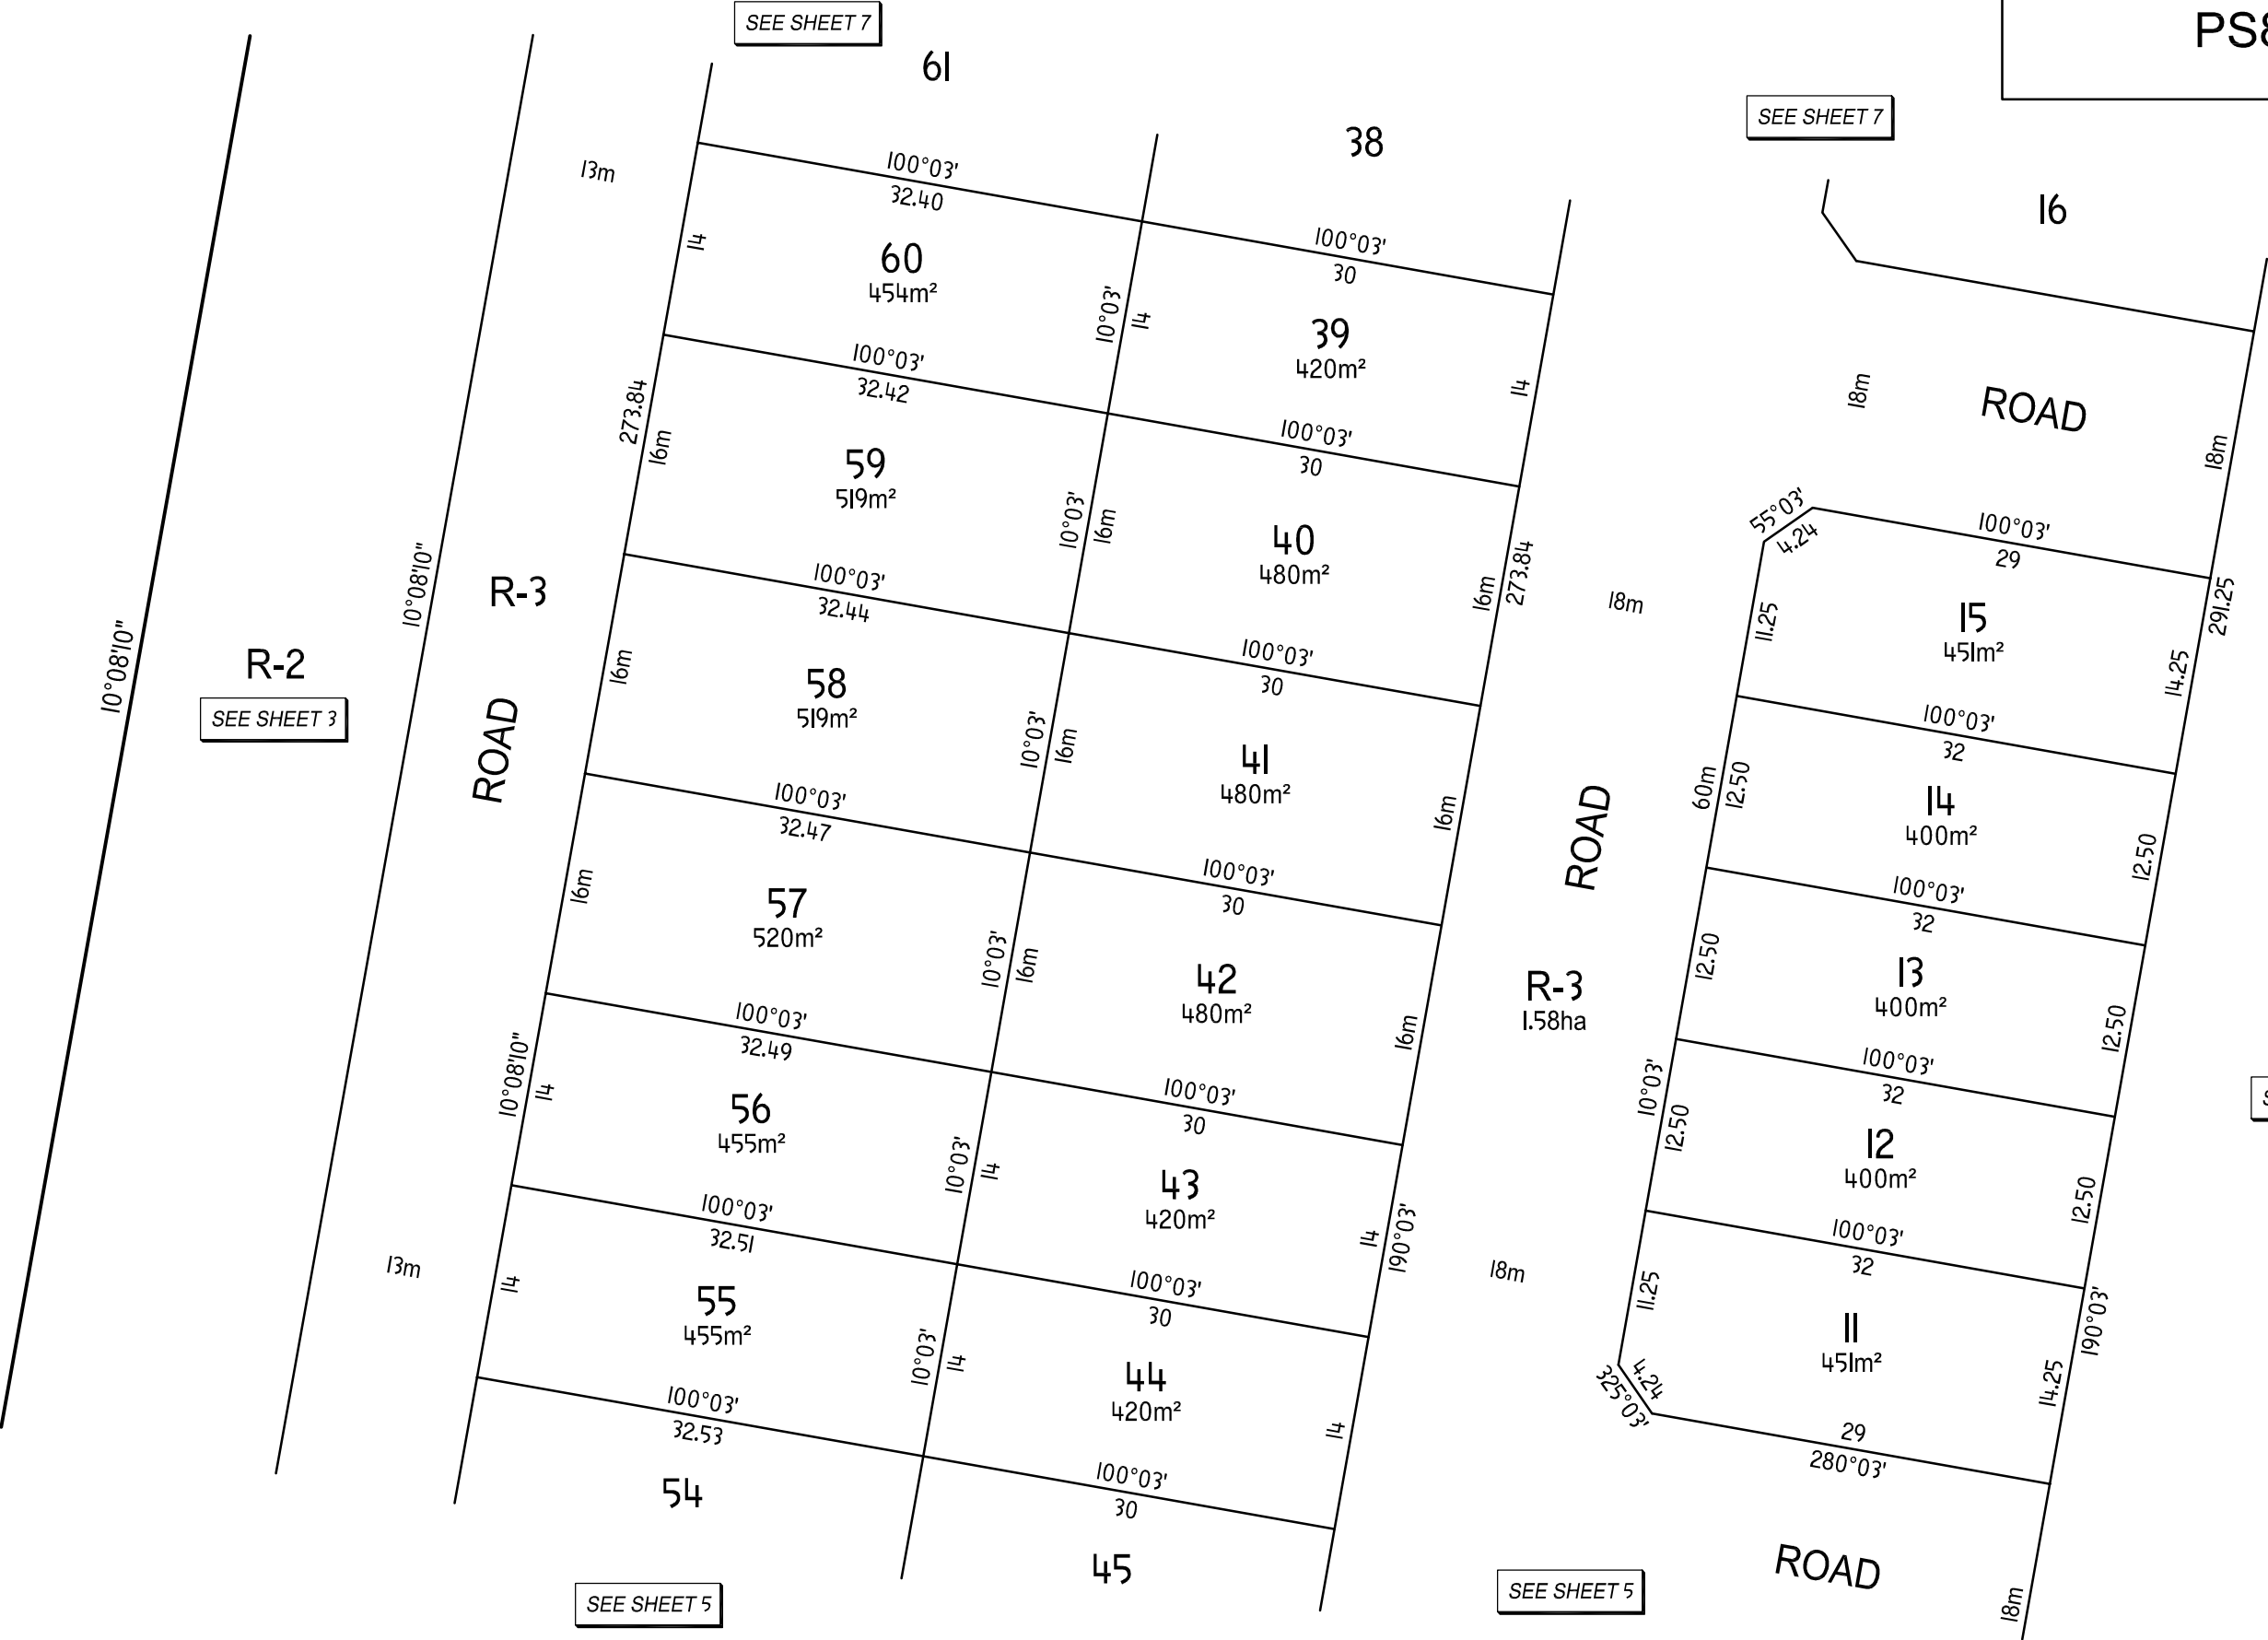 SEE SHEET 7
PS8
61
38
SEE SHEET 7
16
13m
100°03'
32.40
14
60
454m²
100°03'
30
10°03'
14
39
420m²
14
18m
ROAD
18m
100°03'
32.42
273.84
16m
59
519m²
100°03'
30
10°03'
16m
40
480m²
16m
273.84
18m
55°03'
4.24
100°03'
29
11.25
15
451m²
14.25
291.25
10°08'10"
10°08'10"
R-2
SEE SHEET 3
R-3
ROAD
100°03'
32.44
16m
58
519m²
100°03'
30
10°03'
16m
41
480m²
16m
ROAD
100°03'
32
60m
12.50
14
400m²
12.50
100°03'
32.47
16m
57
520m²
100°03'
30
10°03'
16m
42
480m²
16m
R-3
1.58ha
100°03'
32
12.50
13
400m²
12.50
100°03'
32.49
10°08'10"
14
56
455m²
100°03'
30
10°03'
14
43
420m²
14
190°03'
100°03'
32
10°03'
12.50
12
400m²
12.50
13m
100°03'
32.51
14
55
455m²
100°03'
30
10°03'
14
44
420m²
14
18m
100°03'
32
11.25
11
451m²
14.25
190°03'
4.24
325°03'
29
280°03'
100°03'
32.53
54
100°03'
30
45
SEE SHEET 5
SEE SHEET 5
ROAD
18m